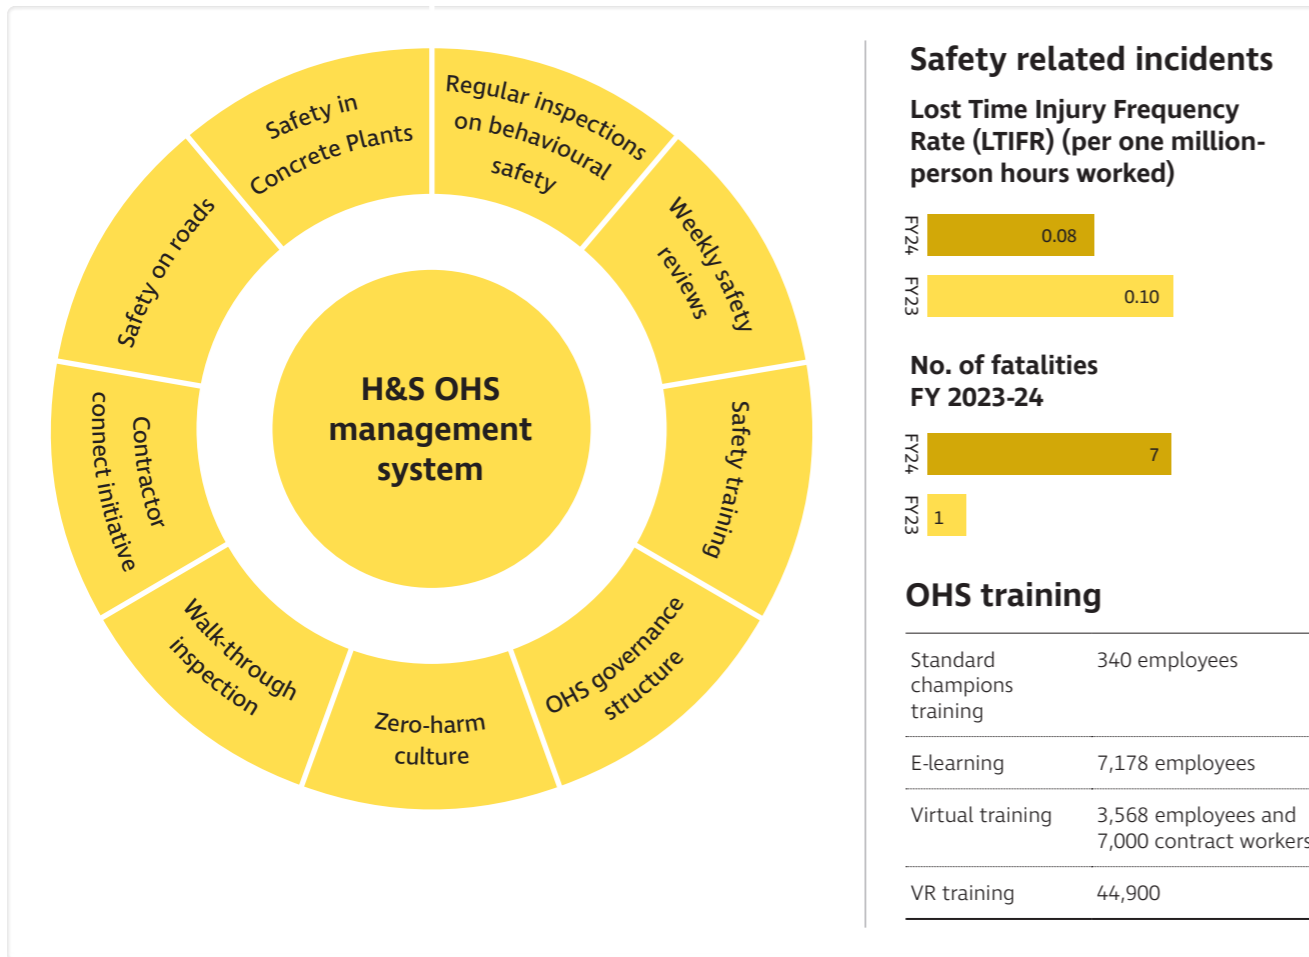 Regular inspections
on behavioural
safety
Weekly safety
reviews
Safety training
OHS governance
structure
Zero-harm
culture
Walk-through
inspection
Contractor
connect initiative
Safety on roads
Safety in
Concrete Plants
H&S OHS
management
system
Safety related incidents
Lost Time Injury Frequency
Rate (LTIFR) (per one million-
person hours worked)
FY24 0.08
FY23 0.10
No. of fatalities
FY 2023-24
FY24 7
FY23 1
OHS training
Standard 340 employees
champions
training
E-learning 7,178 employees
Virtual training 3,568 employees and
7,000 contract workers
VR training 44,900